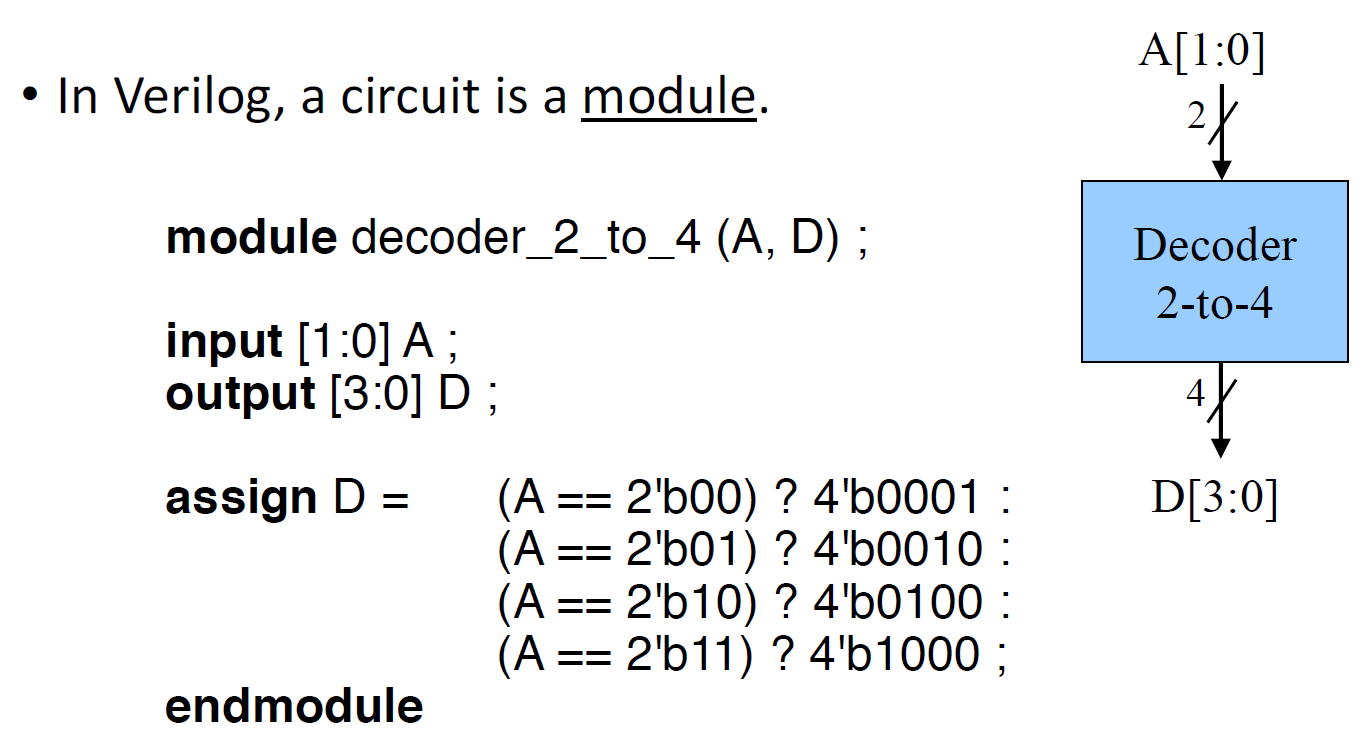 • In Verilog, a circuit is a module.
module decoder_2_to_4 (A, D) ;
input [1:0] A ;
output [3:0] D ;
assign D = (A == 2'b00) ? 4'b0001 :
(A == 2'b01) ? 4'b0010 :
(A == 2'b10) ? 4'b0100 :
(A == 2'b11) ? 4'b1000 ;
endmodule
A[1:0]
2
Decoder
2-to-4
4
D[3:0]